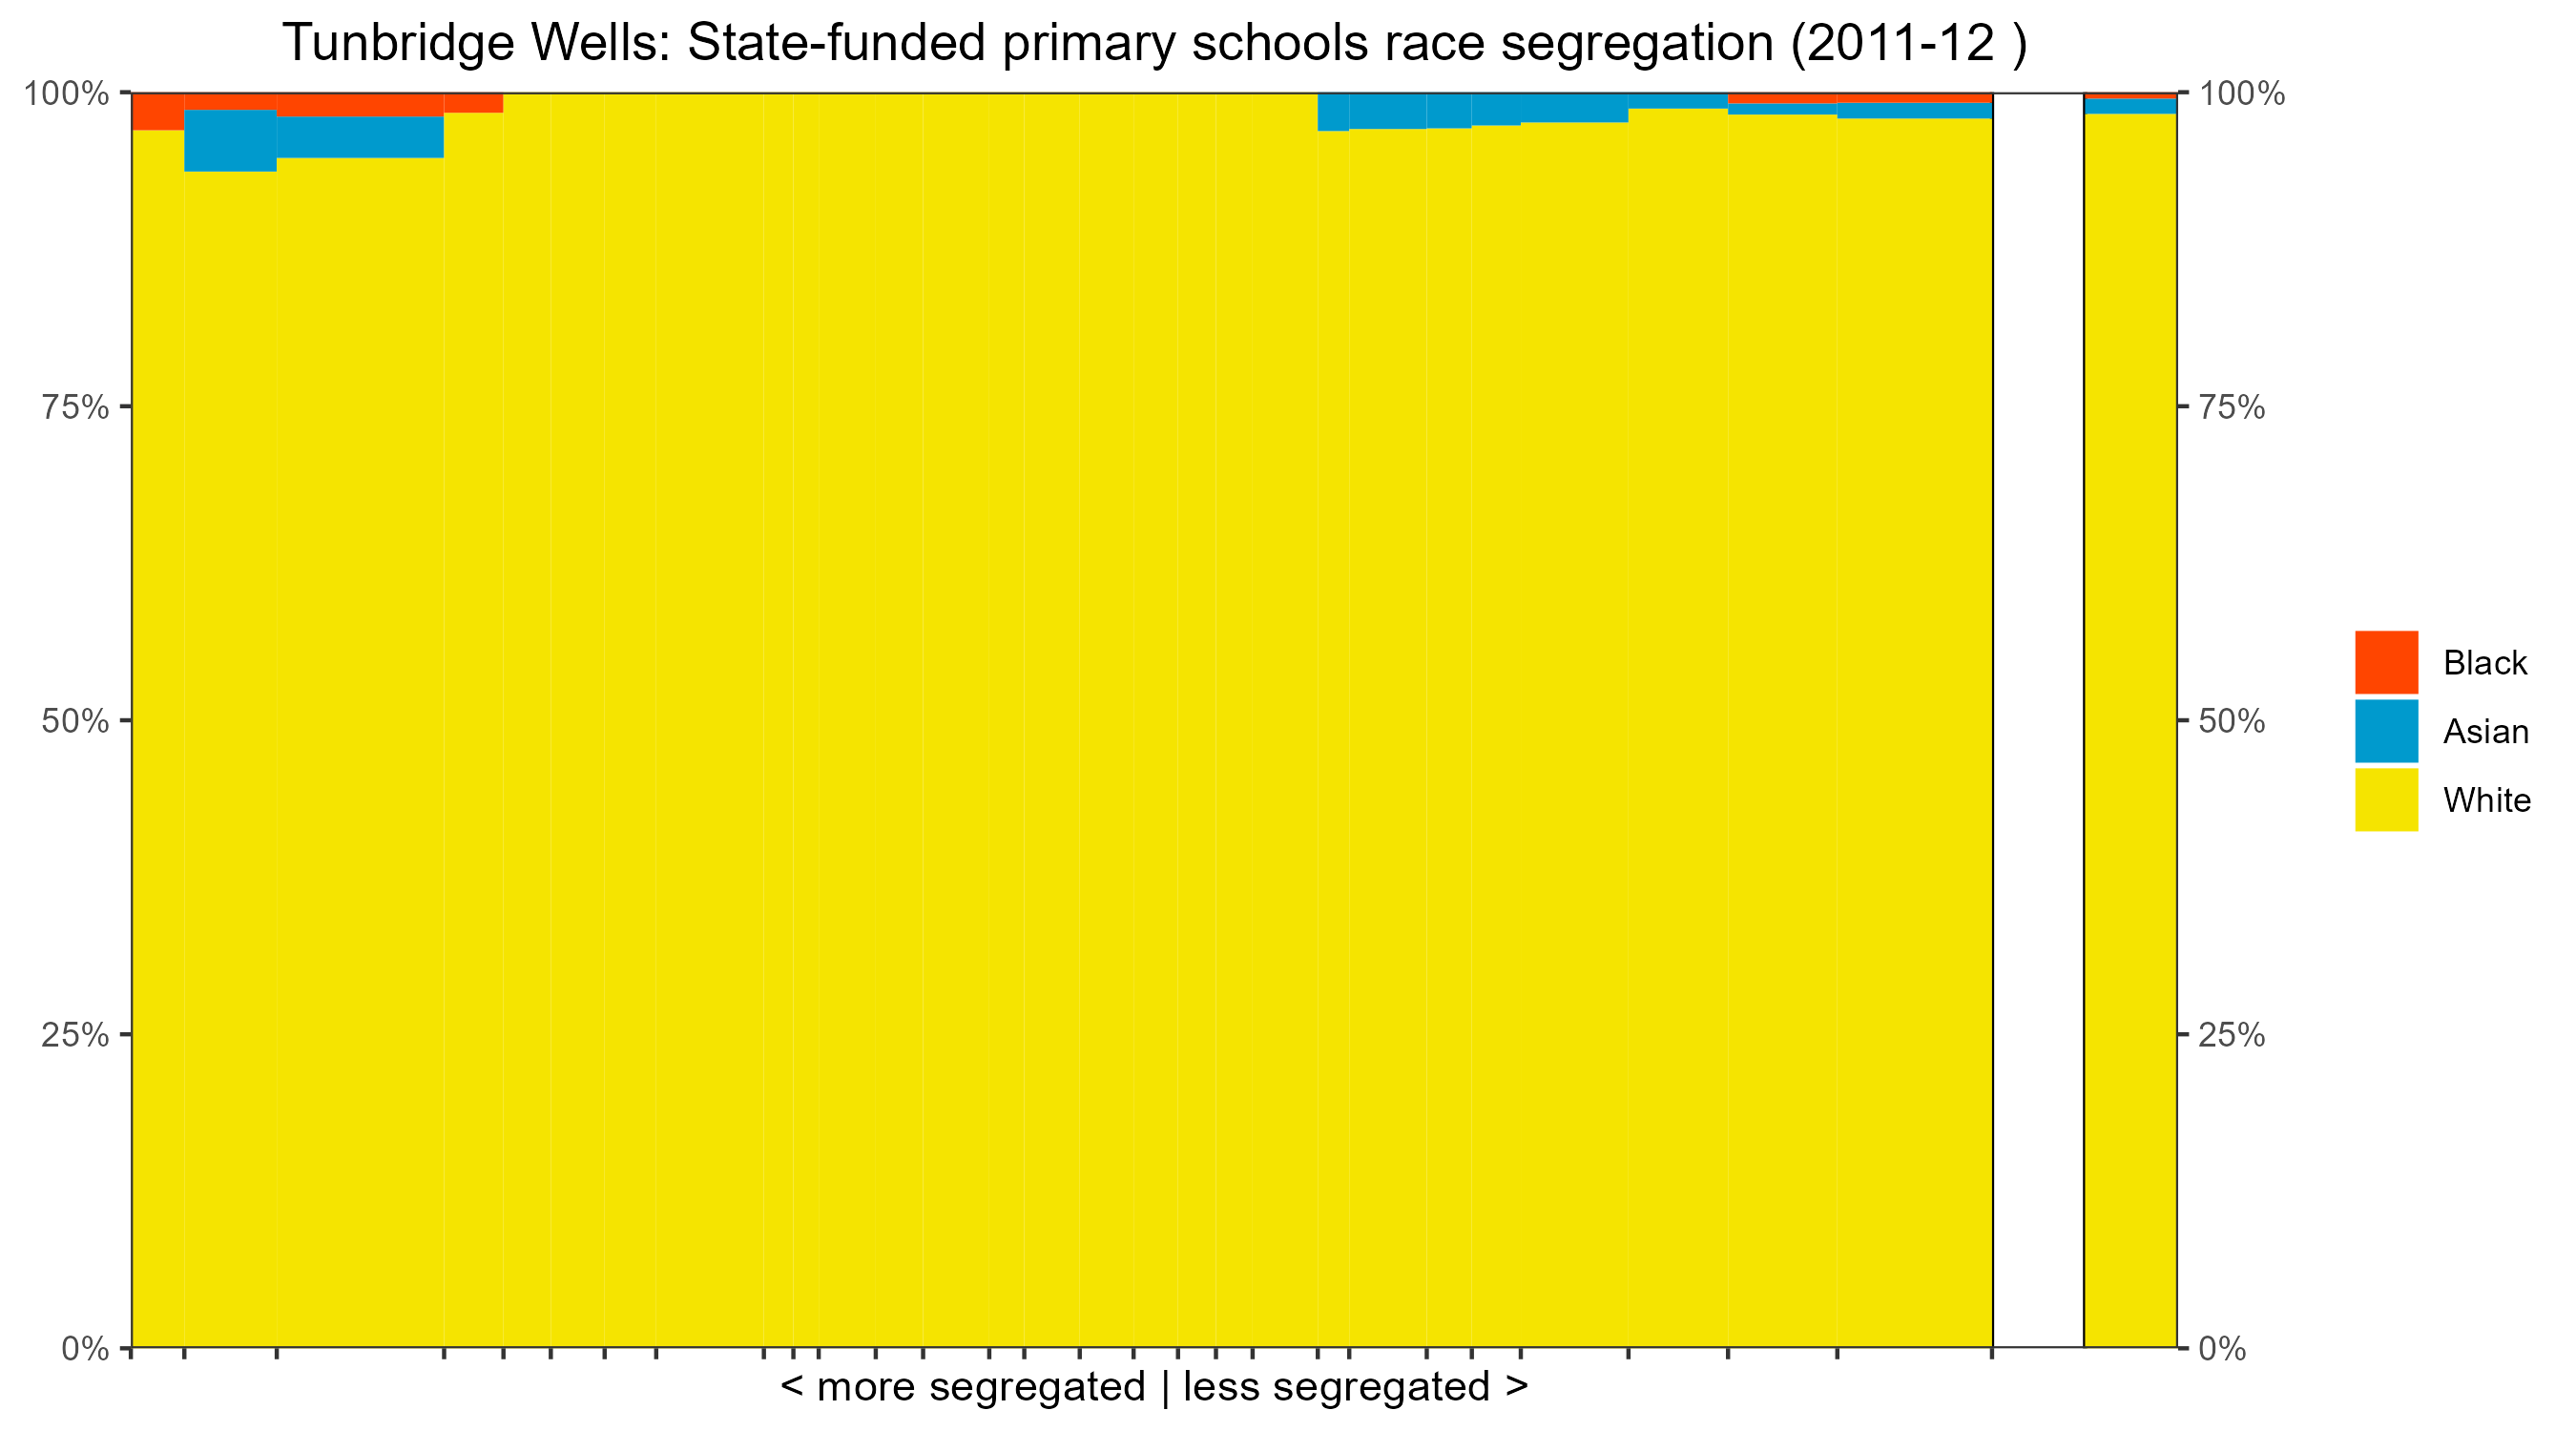 Tunbridge Wells: State-funded primary schools race segregation (2011-12 )
100%
75%
50%
25%
0%
100%
75%
50%
25%
0%
Black
Asian
White
< more segregated | less segregated >